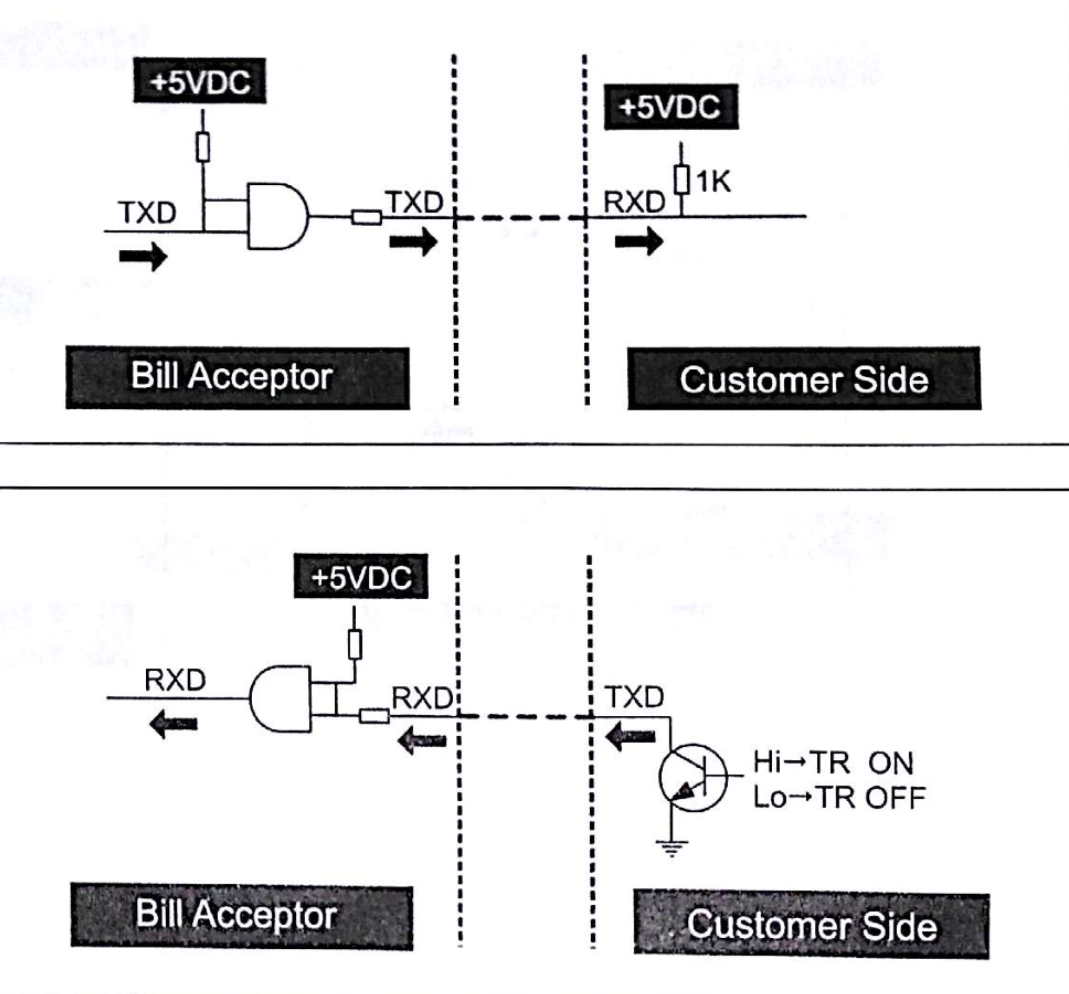 +5VDC
+5VDC
1K
TXD
TXD
RXD
Bill Acceptor
Customer Side
+5VDC
RXD
RXD
TXD
Hi→TR ON
Lo→TR OFF
Bill Acceptor
Customer Side